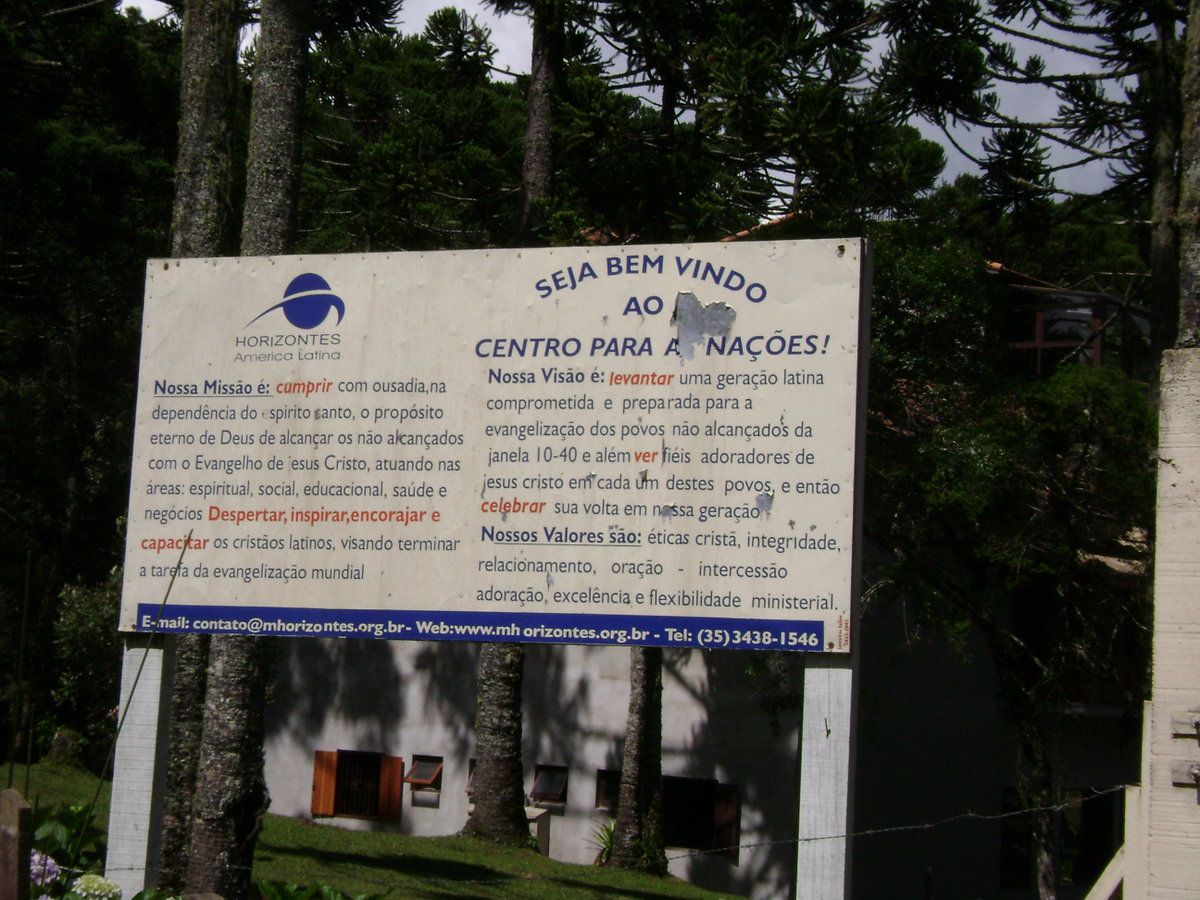 HORIZONTES
America Latina
Nossa Missão é: cumprir com ousadia,na
dependência do espirito santo, o propósito
eterno de Deus de alcançar os não alcançados
com o Evangelho de jesus Cristo, atuando nas
áreas: espiritual, social, educacional, saúde e
negócios Despertar, inspirar,encorajar e
capacitar os cristãos latinos, visando terminar
a tarefa da evangelização mundial
SEJA BEM VINDO
AO
CENTRO PARA A NAÇÕES!
Nossa Visão é: levantar uma geração latina
comprometida e preparada para a
evangelização dos povos não alcançados da
janela 10-40 e além ver fiéis adoradores de
jesus cristo em cada um destes povos, e então
celebrar sua volta em nossa geração
Nossos Valores são: éticas cristã, integridade,
relacionamento, oração - intercessão
adoração, excelência e flexibilidade ministerial.
E-mail: contato@mhorizontes.org.br- Web:www.mh orizontes.org.br - Tel: (35)3438-1546